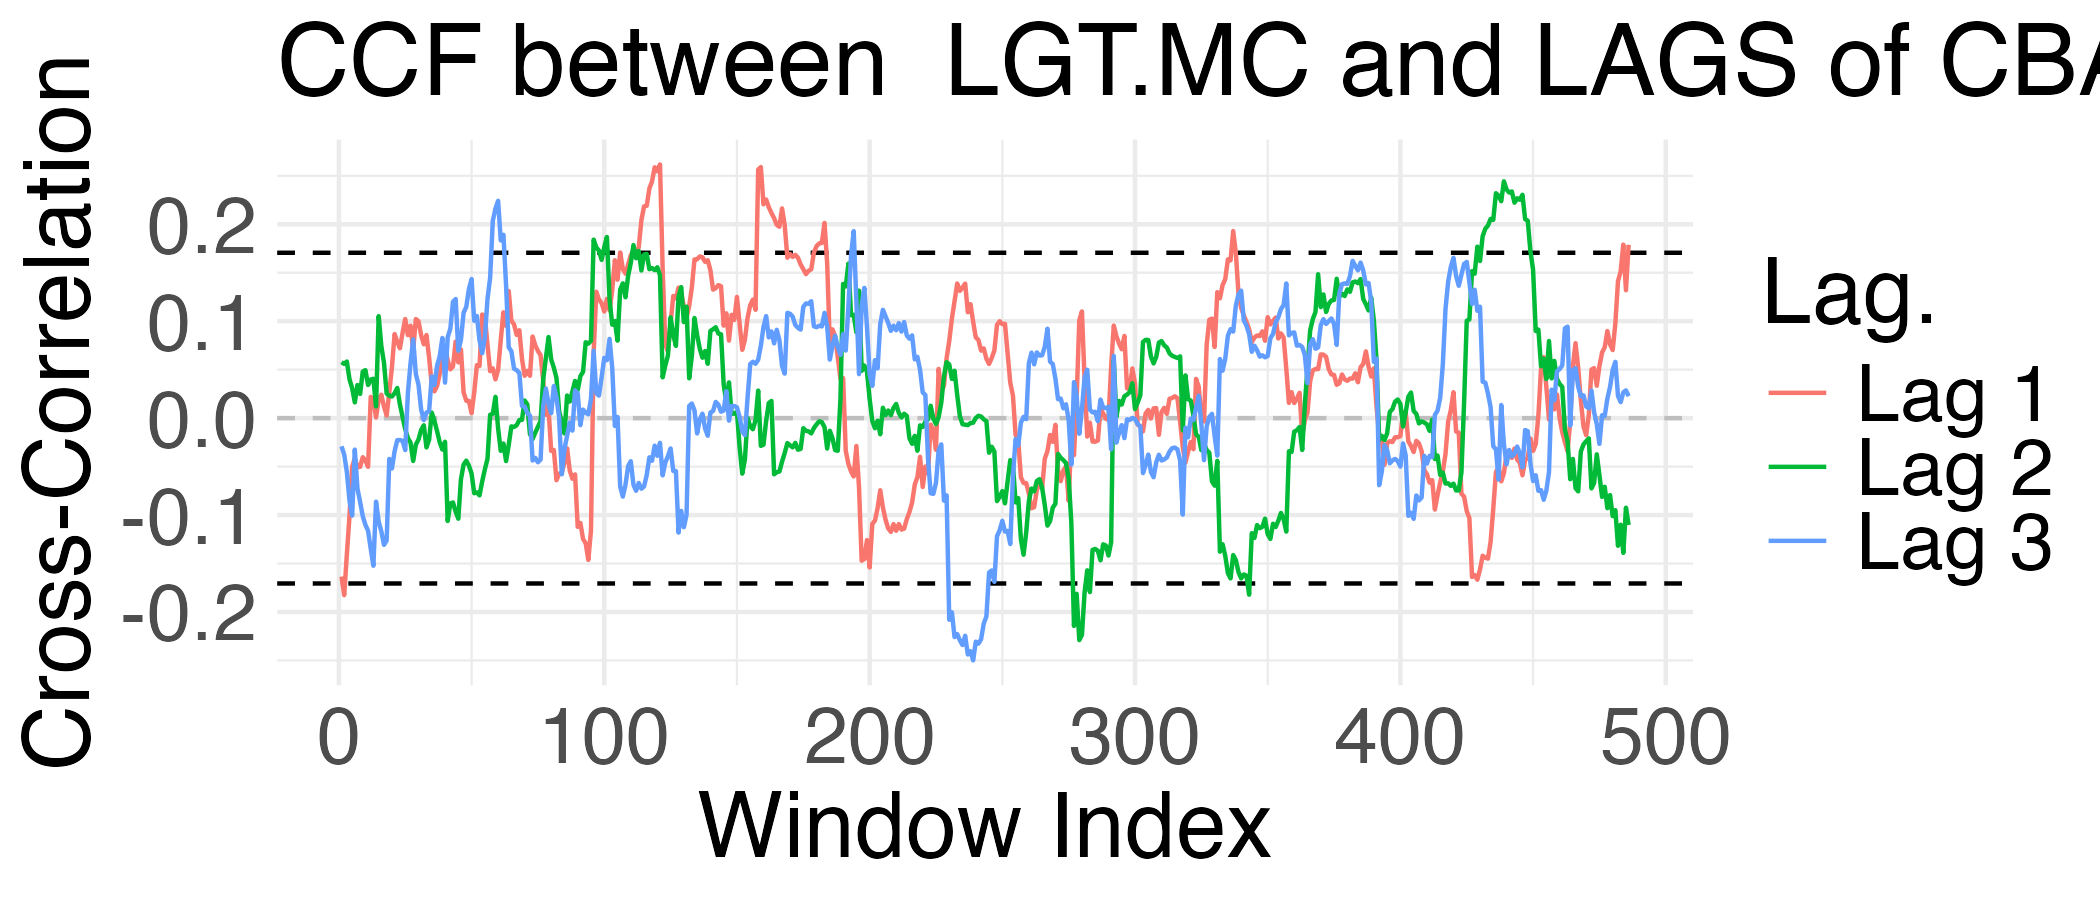 CCF between LGT.MC and LAGS of CBA
Cross-Correlation
0.2
0.1
0.0
-0.1
-0.2
0
100
200
300
400
500
Window Index
Lag.
Lag 1
Lag 2
Lag 3